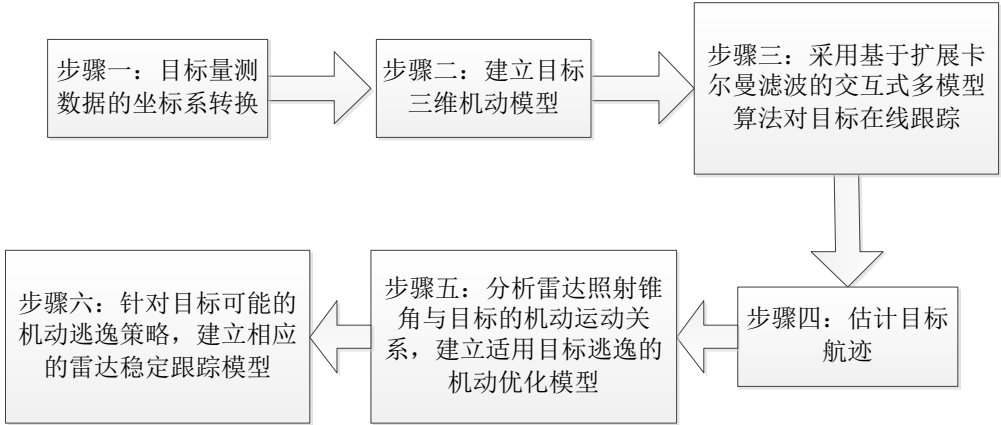 步骤一：目标量测
数据的坐标系转换
步骤二：建立目标
三维机动模型
步骤三：采用基于扩展卡
尔曼滤波的交互式多模型
算法对目标在线跟踪
步骤四：估计目标
航迹
步骤五：分析雷达照射锥
角与目标的机动运动关
系，建立适用目标逃逸的
机动优化模型
步骤六：针对目标可能的
机动逃逸策略，建立相应
的雷达稳定跟踪模型